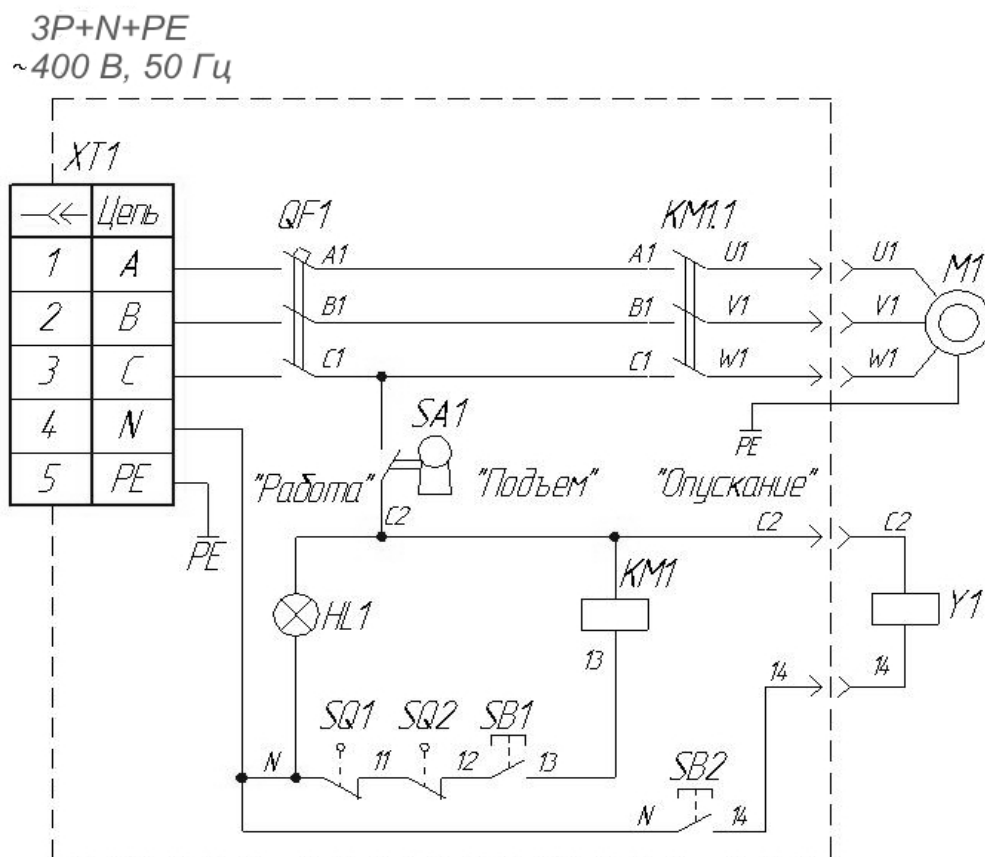 3P+N+PE
~400 В, 50 Гц
XT1
Цепь
1 A
2 B
3 C
4 N
5 PE
PE
QF1
A1
B1
C1
KM1.1
A1
B1
C1
U1
V1
W1
U1
V1
W1
M1
PE
SA1
"Работа"
"Подъем"
"Опускание"
C2
C2
C2
HL1
KM1
Y1
13
14
14
SQ1
SQ2
SB1
N
11
12
13
SB2
N
14